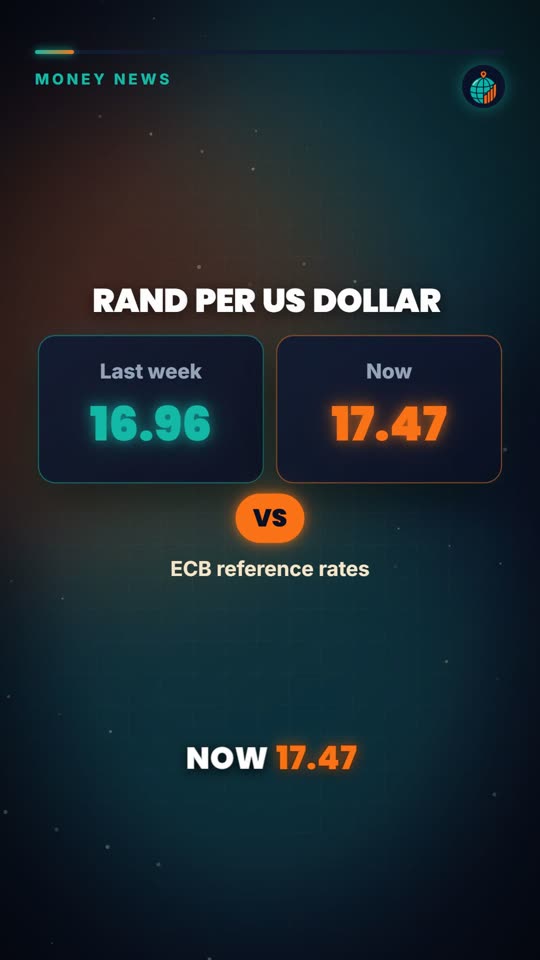 MONEY NEWS
RAND PER US DOLLAR
Last week
16.96
Now
17.47
VS
ECB reference rates
NOW 17.47